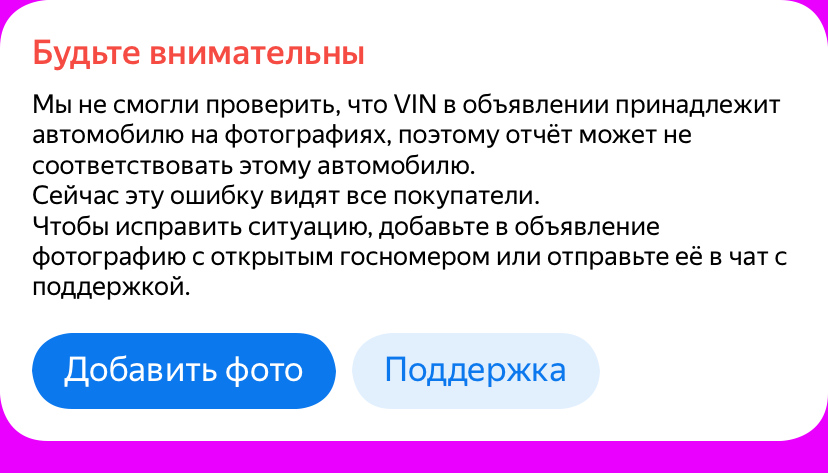 Будьте внимательны
Мы не смогли проверить, что VIN в объявлении принадлежит
автомобилю на фотографиях, поэтому отчёт может не
соответствовать этому автомобилю.
Сейчас эту ошибку видят все покупатели.
Чтобы исправить ситуацию, добавьте в объявление
фотографию с открытым госномером или отправьте её в чат с
поддержкой.
Добавить фото
Поддержка